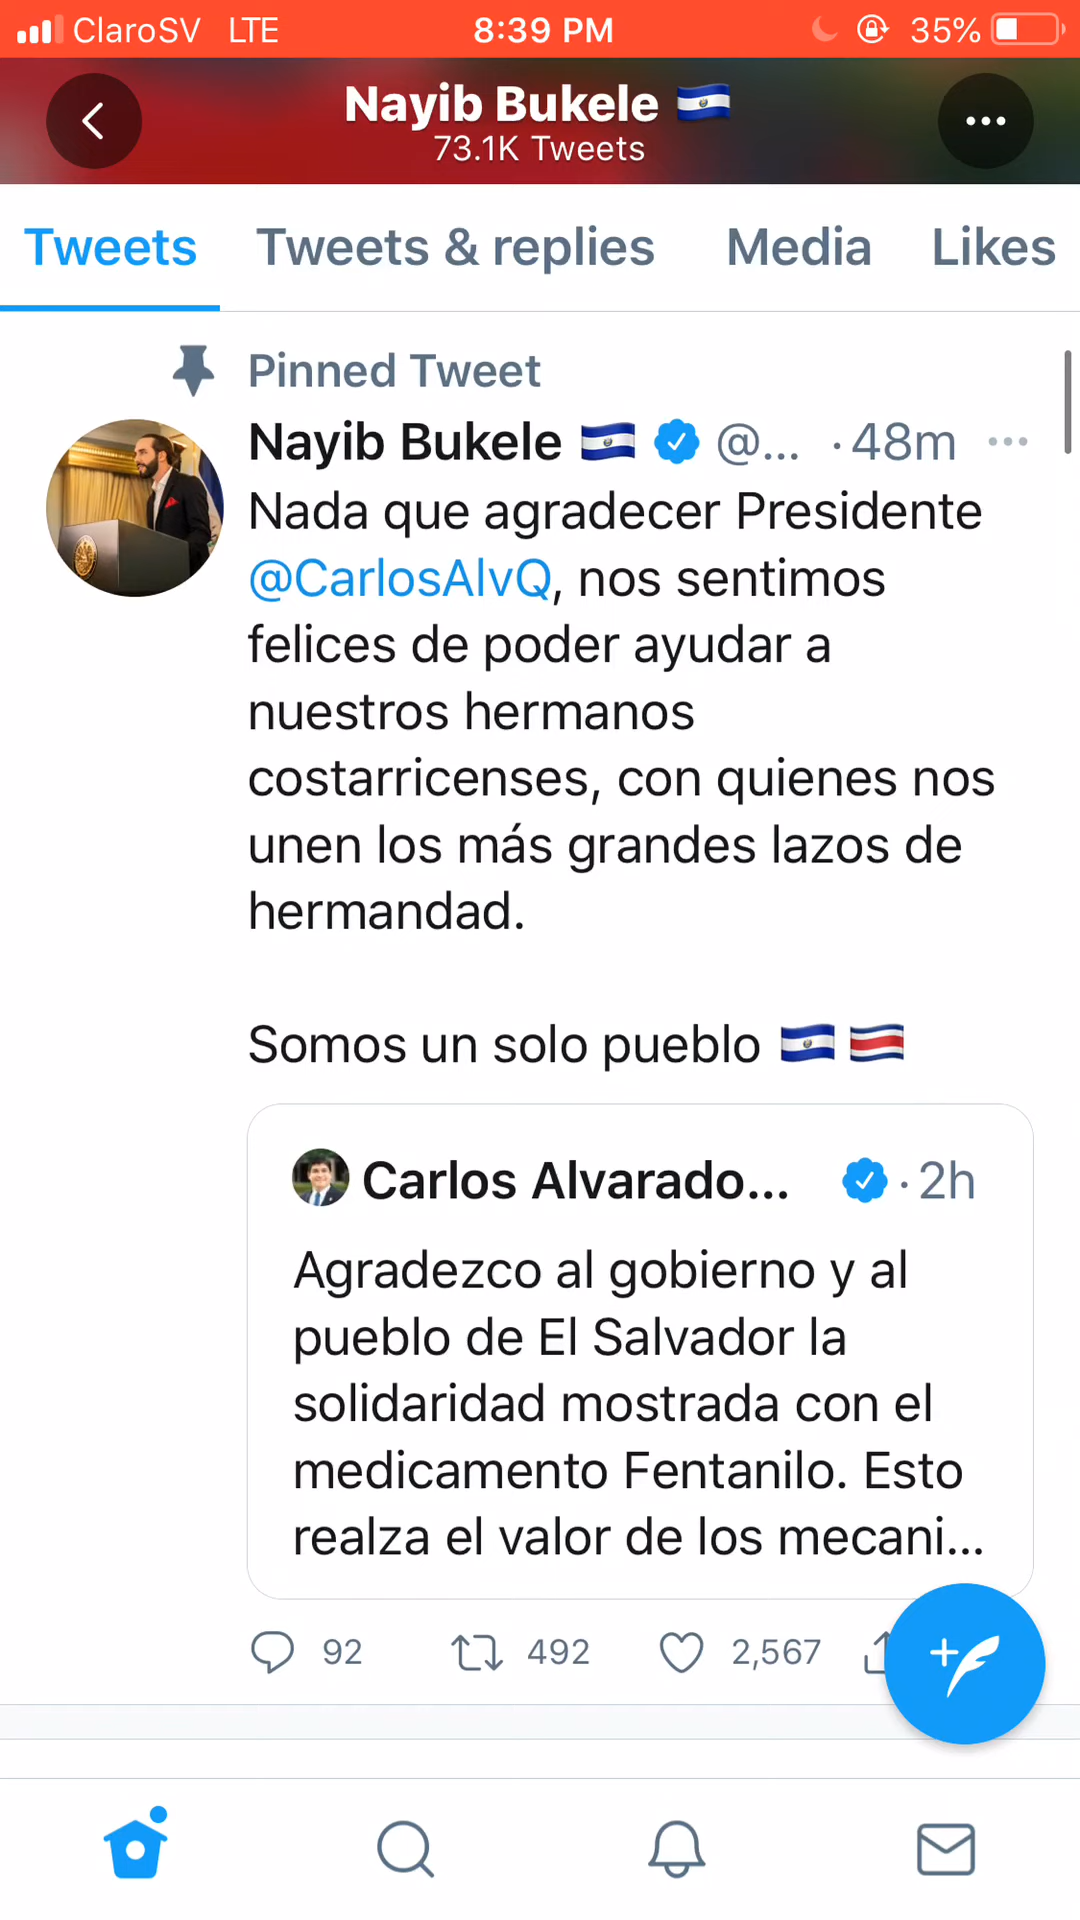 ClaroSV LTE 8:39 PM 35%
Nayib Bukele 🇸🇻
73.1K Tweets
Tweets Tweets & replies Media Likes
Pinned Tweet
Nayib Bukele 🇸🇻 @... · 48m
Nada que agradecer Presidente
@CarlosAlvQ, nos sentimos
felices de poder ayudar a
nuestros hermanos
costarricenses, con quienes nos
unen los más grandes lazos de
hermandad.
Somos un solo pueblo 🇸🇻 🇨🇷
Carlos Alvarado... · 2h
Agradezco al gobierno y al
pueblo de El Salvador la
solidaridad mostrada con el
medicamento Fentanilo. Esto
realza el valor de los mecani...
92 492 2,567